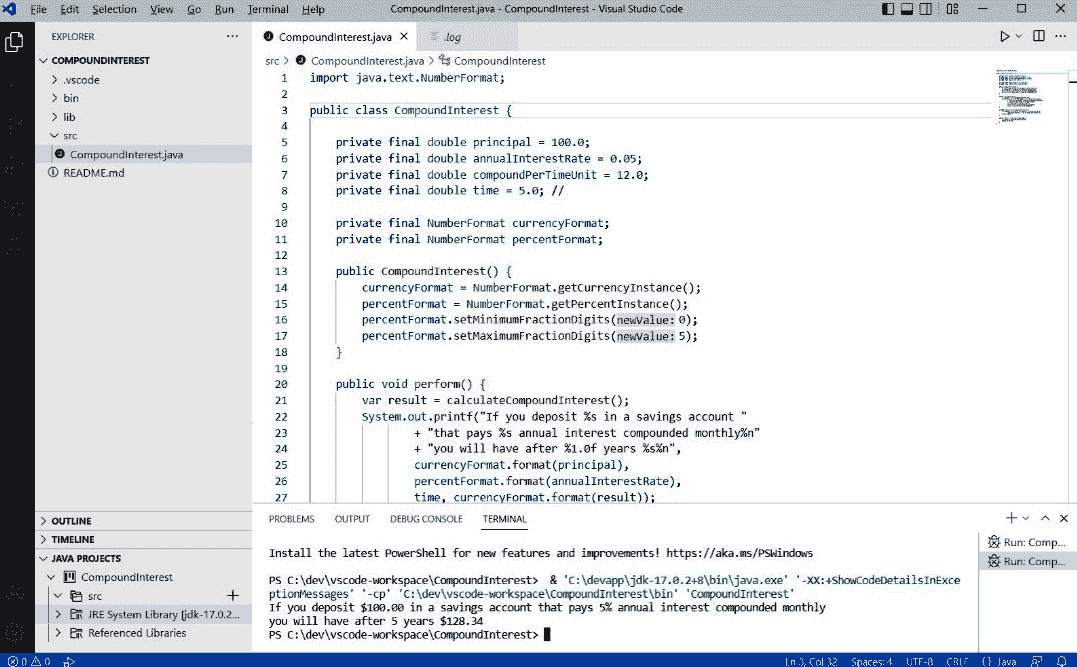 File Edit Selection View Go Run Terminal Help CompoundInterest.java - CompoundInterest - Visual Studio Code
EXPLORER
COMPOUNDINTEREST
.vscode
bin
lib
src
CompoundInterest.java
README.md
OUTLINE
TIMELINE
JAVA PROJECTS
CompoundInterest
src
JRE System Library [jdk-17.0.2...
Referenced Libraries
CompoundInterest.java .log
src > CompoundInterest.java > CompoundInterest
1 import java.text.NumberFormat;
2
3 public class CompoundInterest {
4
5 private final double principal = 100.0;
6 private final double annualInterestRate = 0.05;
7 private final double compoundPerTimeUnit = 12.0;
8 private final double time = 5.0; //
9
10 private final NumberFormat currencyFormat;
11 private final NumberFormat percentFormat;
12
13 public CompoundInterest() {
14 currencyFormat = NumberFormat.getCurrencyInstance();
15 percentFormat = NumberFormat.getPercentInstance();
16 percentFormat.setMinimumFractionDigits(newValue: 0);
17 percentFormat.setMaximumFractionDigits(newValue: 5);
18 }
19
20 public void perform() {
21 var result = calculateCompoundInterest();
22 System.out.printf("If you deposit %s in a savings account "
23 + "that pays %s annual interest compounded monthly%n"
24 + "you will have after %1.0f years %s%n",
25 currencyFormat.format(principal),
26 percentFormat.format(annualInterestRate),
27 time, currencyFormat.format(result));
PROBLEMS OUTPUT DEBUG CONSOLE TERMINAL
Install the latest PowerShell for new features and improvements! https://aka.ms/PSWindows
PS C:\dev\vscode-workspace\CompoundInterest> & 'C:\devapp\jdk-17.0.2+8\bin\java.exe' '-XX:+ShowCodeDetailsInExce
ptionMessages' '-cp' 'C:\dev\vscode-workspace\CompoundInterest\bin' 'CompoundInterest'
If you deposit $100.00 in a savings account that pays 5% annual interest compounded monthly
you will have after 5 years $128.34
PS C:\dev\vscode-workspace\CompoundInterest>
Run: Comp...
Run: Comp...
0 0 Ln 3, Col 32 Spaces: 4 UTF-8 CRLF {} Java